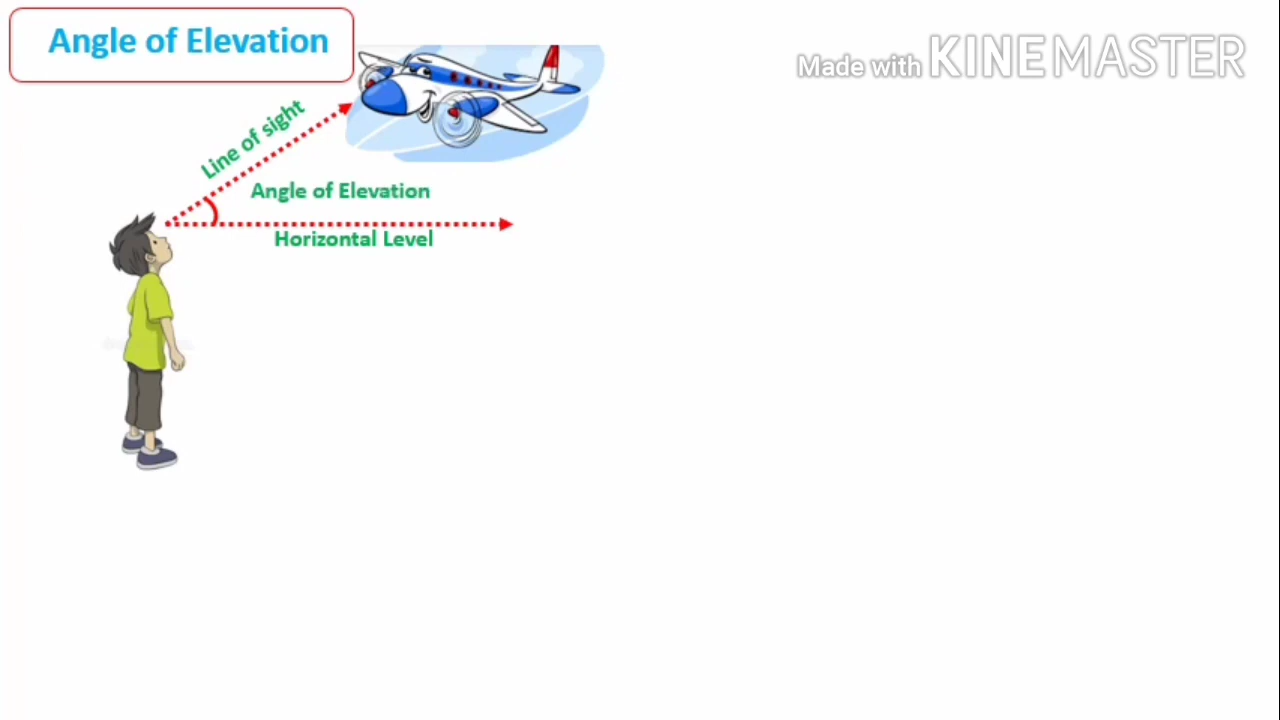 Angle of Elevation
Made with KINEMASTER
Line of sight
Angle of Elevation
Horizontal Level